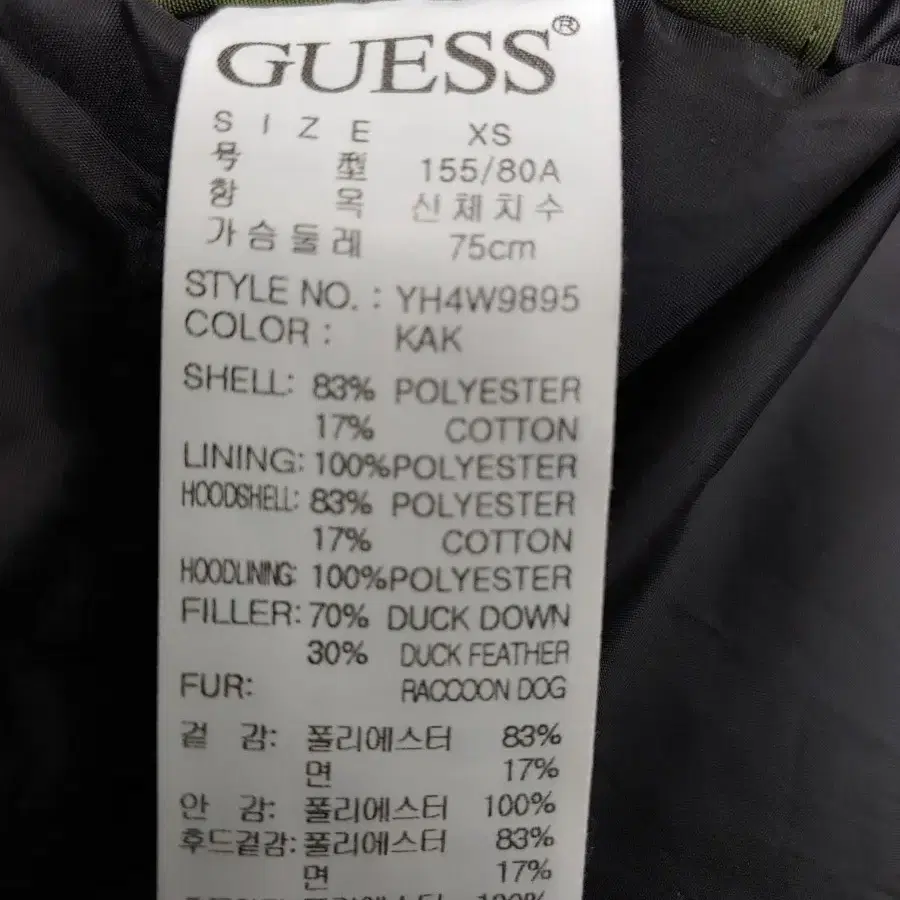 GUESS®
SIZE XS
号型 155/80A
항목 신체치수
가슴둘레 75cm
STYLE NO. : YH4W9895
COLOR : KAK
SHELL: 83% POLYESTER
17% COTTON
LINING: 100%POLYESTER
HOODSHELL: 83% POLYESTER
17% COTTON
HOODLINING: 100%POLYESTER
FILLER: 70% DUCK DOWN
30% DUCK FEATHER
FUR: RACCOON DOG
겉 감: 폴리에스터 83%
면 17%
안 감: 폴리에스터 100%
후드겉감: 폴리에스터 83%
면 17%